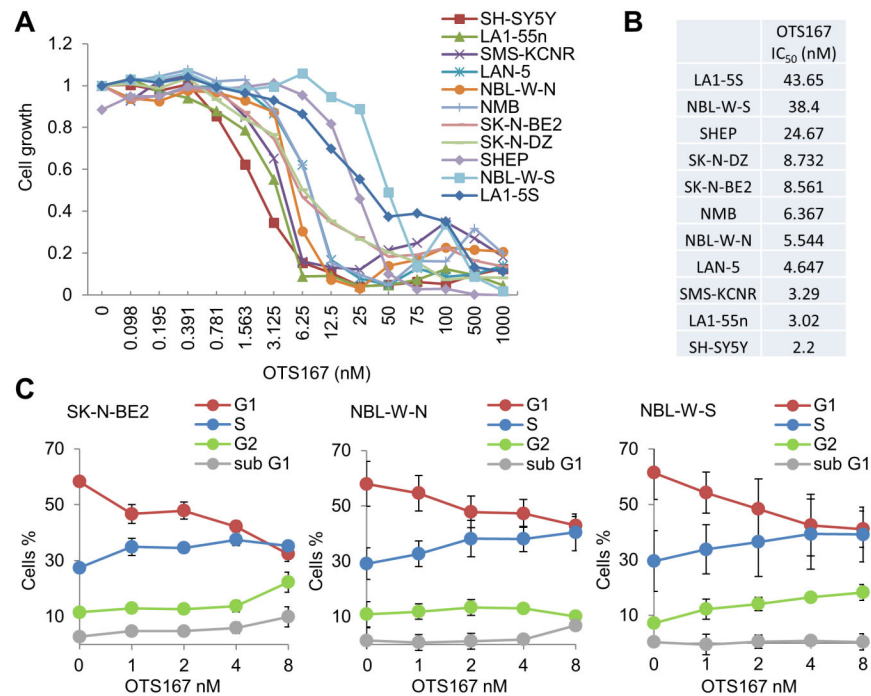 A
SH-SY5Y
LA1-55n
SMS-KCNR
LAN-5
NBL-W-N
NMB
SK-N-BE2
SK-N-DZ
SHEP
NBL-W-S
LA1-5S
1.2
1
0.8
0.6
0.4
0.2
0
Cell growth
0 0.098 0.195 0.391 0.781 1.563 3.125 6.25 12.5 25 50 75 100 500 1000
OTS167 (nM)
B
OTS167
IC50 (nM)
LA1-5S 43.65
NBL-W-S 38.4
SHEP 24.67
SK-N-DZ 8.732
SK-N-BE2 8.561
NMB 6.367
NBL-W-N 5.544
LAN-5 4.647
SMS-KCNR 3.29
LA1-55n 3.02
SH-SY5Y 2.2
C
SK-N-BE2
G1
S
G2
sub G1
70
50
30
10
Cells %
0 1 2 4 8
OTS167 nM
NBL-W-N
G1
S
G2
sub G1
70
50
30
10
Cells %
0 1 2 4 8
OTS167 nM
NBL-W-S
G1
S
G2
sub G1
70
50
30
10
Cells %
0 1 2 4 8
OTS167 nM